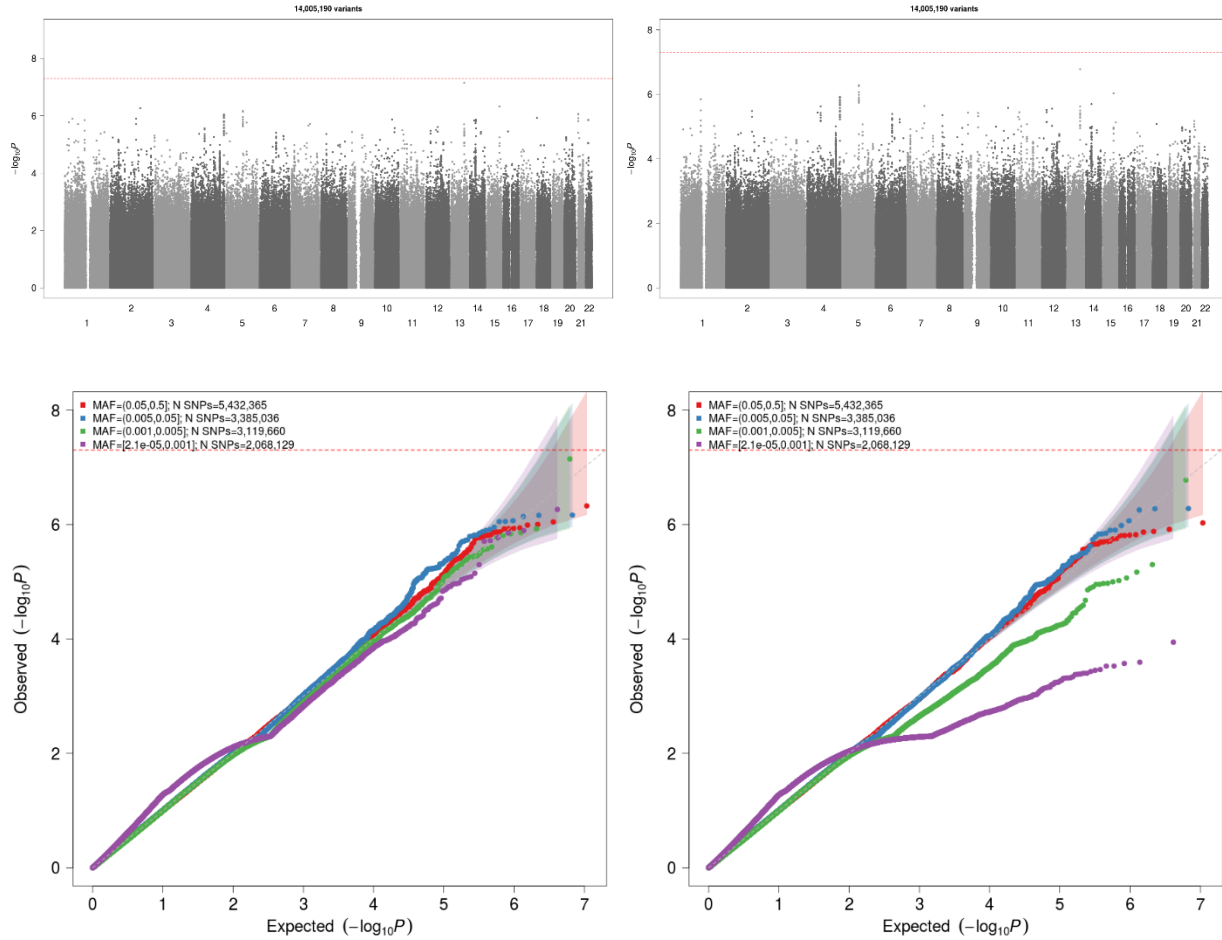 14,005,190 variants
8
6
4
2
0
−log10P
2 4 6 8 10 12 14 16 18 20 22
1 3 5 7 9 11 13 15 17 19 21
14,005,190 variants
8
6
4
2
0
−log10P
2 4 6 8 10 12 14 16 18 20 22
1 3 5 7 9 11 13 15 17 19 21
MAF=(0.05,0.5]; N SNPs=5,432,365
MAF=(0.005,0.05]; N SNPs=3,385,036
MAF=(0.001,0.005]; N SNPs=3,119,660
MAF=[2.1e-05,0.001]; N SNPs=2,068,129
8
6
4
2
0
Observed (−log10P)
0 1 2 3 4 5 6 7
Expected (−log10P)
MAF=(0.05,0.5]; N SNPs=5,432,365
MAF=(0.005,0.05]; N SNPs=3,385,036
MAF=(0.001,0.005]; N SNPs=3,119,660
MAF=[2.1e-05,0.001]; N SNPs=2,068,129
8
6
4
2
0
Observed (−log10P)
0 1 2 3 4 5 6 7
Expected (−log10P)